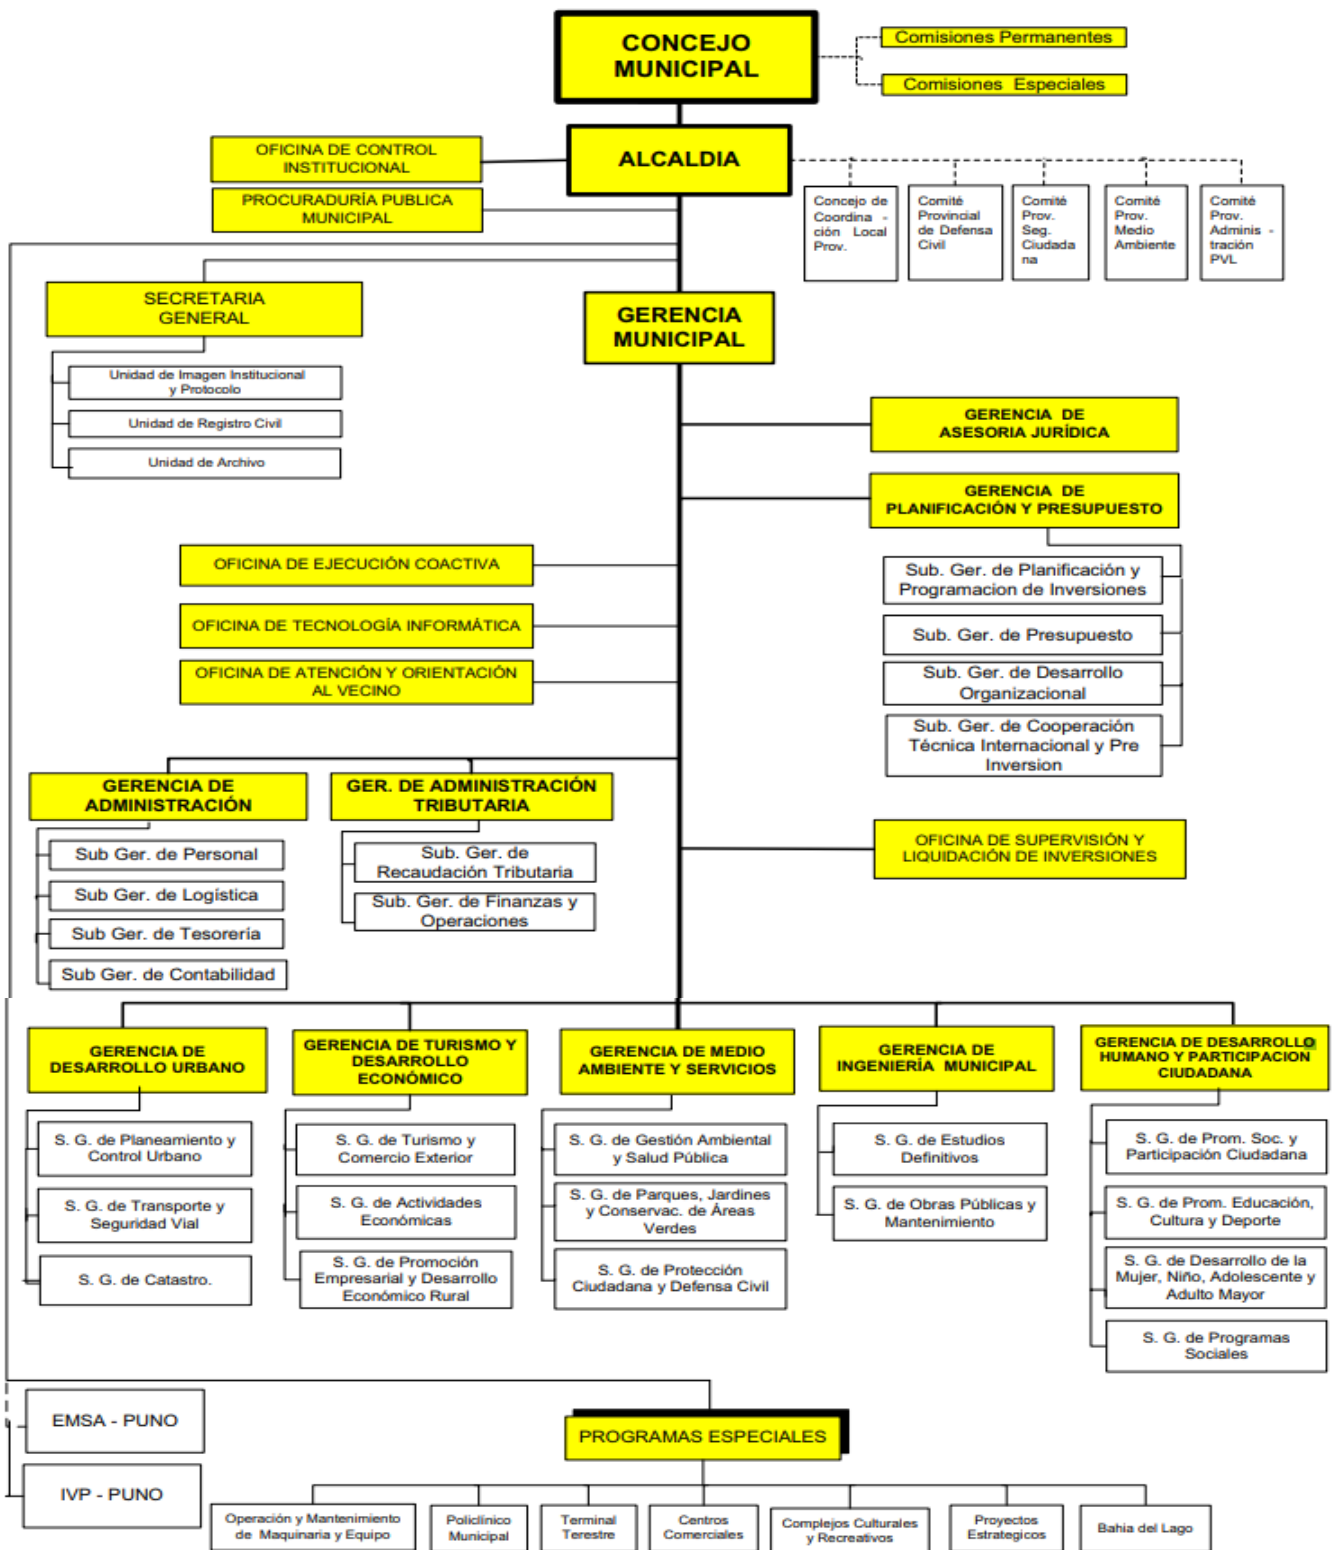 CONCEJO
MUNICIPAL
Comisiones Permanentes
Comisiones Especiales
OFICINA DE CONTROL
INSTITUCIONAL
ALCALDIA
PROCURADURÍA PUBLICA
MUNICIPAL
Concejo de
Coordina -
ción Local
Prov.
Comité
Provincial
de Defensa
Civil
Comité
Prov.
Seg.
Ciudada
na
Comité
Prov.
Medio
Ambiente
Comité
Prov.
Adminis -
tración
PVL
SECRETARIA
GENERAL
GERENCIA
MUNICIPAL
Unidad de Imagen Institucional
y Protocolo
Unidad de Registro Civil
Unidad de Archivo
GERENCIA DE
ASESORIA JURÍDICA
GERENCIA DE
PLANIFICACIÓN Y PRESUPUESTO
Sub. Ger. de Planificación y
Programacion de Inversiones
Sub. Ger. de Presupuesto
Sub. Ger. de Desarrollo
Organizacional
Sub. Ger. de Cooperación
Técnica Internacional y Pre
Inversion
OFICINA DE EJECUCIÓN COACTIVA
OFICINA DE TECNOLOGÍA INFORMÁTICA
OFICINA DE ATENCIÓN Y ORIENTACIÓN
AL VECINO
GERENCIA DE
ADMINISTRACIÓN
Sub Ger. de Personal
Sub Ger. de Logística
Sub Ger. de Tesorería
Sub Ger. de Contabilidad
GER. DE ADMINISTRACIÓN
TRIBUTARIA
Sub. Ger. de
Recaudación Tributaria
Sub. Ger. de Finanzas y
Operaciones
OFICINA DE SUPERVISIÓN Y
LIQUIDACIÓN DE INVERSIONES
GERENCIA DE
DESARROLLO URBANO
S. G. de Planeamiento y
Control Urbano
S. G. de Transporte y
Seguridad Vial
S. G. de Catastro.
GERENCIA DE TURISMO Y
DESARROLLO
ECONÓMICO
S. G. de Turismo y
Comercio Exterior
S. G. de Actividades
Económicas
S. G. de Promoción
Empresarial y Desarrollo
Económico Rural
GERENCIA DE MEDIO
AMBIENTE Y SERVICIOS
S. G. de Gestión Ambiental
y Salud Pública
S. G. de Parques, Jardines
y Conservac. de Áreas
Verdes
S. G. de Protección
Ciudadana y Defensa Civil
GERENCIA DE
INGENIERÍA MUNICIPAL
S. G. de Estudios
Definitivos
S. G. de Obras Públicas y
Mantenimiento
GERENCIA DE DESARROLLO
HUMANO Y PARTICIPACION
CIUDADANA
S. G. de Prom. Soc. y
Participación Ciudadana
S. G. de Prom. Educación,
Cultura y Deporte
S. G. de Desarrollo de la
Mujer, Niño, Adolescente y
Adulto Mayor
S. G. de Programas
Sociales
EMSA - PUNO
IVP - PUNO
PROGRAMAS ESPECIALES
Operación y Mantenimiento
de Maquinaria y Equipo
Policlínico
Municipal
Terminal
Terestre
Centros
Comerciales
Complejos Culturales
y Recreativos
Proyectos
Estrategicos
Bahia del Lago